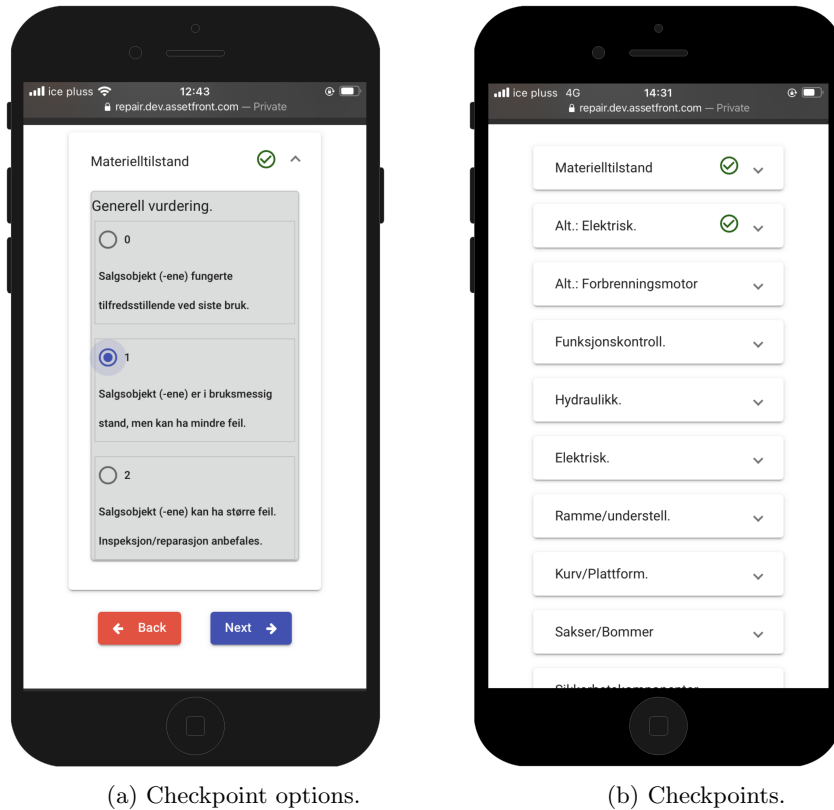 ice pluss 12:43
repair.dev.assetfront.com — Private
Materielltilstand
Generell vurdering.
0
Salgsobjekt (-ene) fungerte
tilfredsstillende ved siste bruk.
1
Salgsobjekt (-ene) er i bruksmessig
stand, men kan ha mindre feil.
2
Salgsobjekt (-ene) kan ha større feil.
Inspeksjon/reparasjon anbefales.
Back
Next
(a) Checkpoint options.
ice pluss 4G 14:31
repair.dev.assetfront.com — Private
Materielltilstand
Alt.: Elektrisk.
Alt.: Forbrenningsmotor
Funksjonskontroll.
Hydraulikk.
Elektrisk.
Ramme/understell.
Kurv/Plattform.
Sakser/Bommer
(b) Checkpoints.